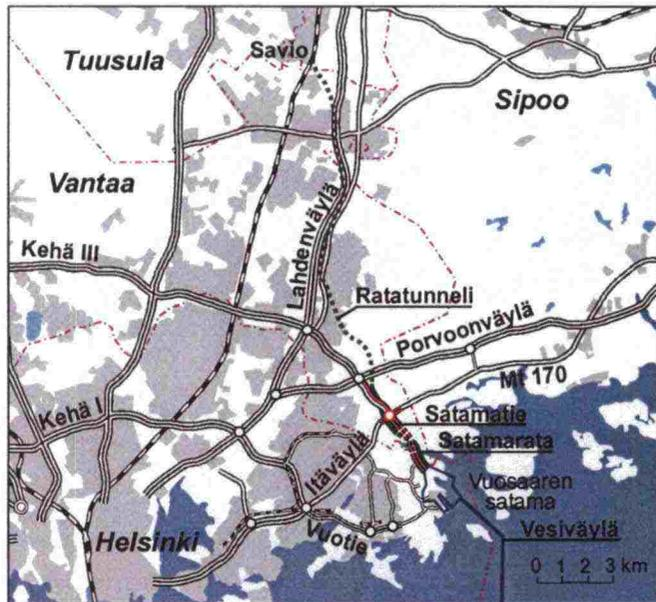 Tuusula
Savio
Sipoo
Vantaa
Kehä III
Lahdenväylä
Ratatunneli
Porvoonväylä
Mt 170
Kehä I
Satamatie
Satamarata
Itäväylä
Vuosaaren
satama
Helsinki
Vuotie
Vesiväylä
0 1 2 3 km